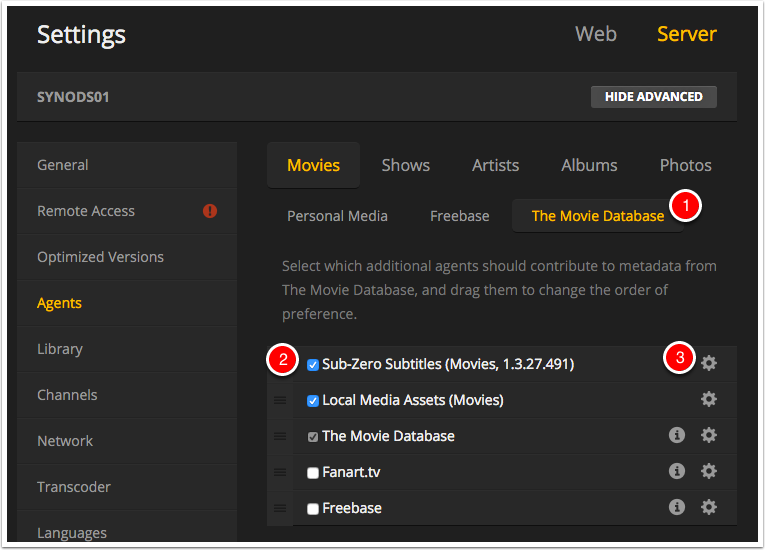 Settings
Web
Server
SYNODS01
HIDE ADVANCED
General
Remote Access
Optimized Versions
Agents
Library
Channels
Network
Transcoder
Languages
Movies
Shows
Artists
Albums
Photos
Personal Media
Freebase
The Movie Database
1
Select which additional agents should contribute to metadata from
The Movie Database, and drag them to change the order of
preference.
2
Sub-Zero Subtitles (Movies, 1.3.27.491)
3
Local Media Assets (Movies)
The Movie Database
Fanart.tv
Freebase